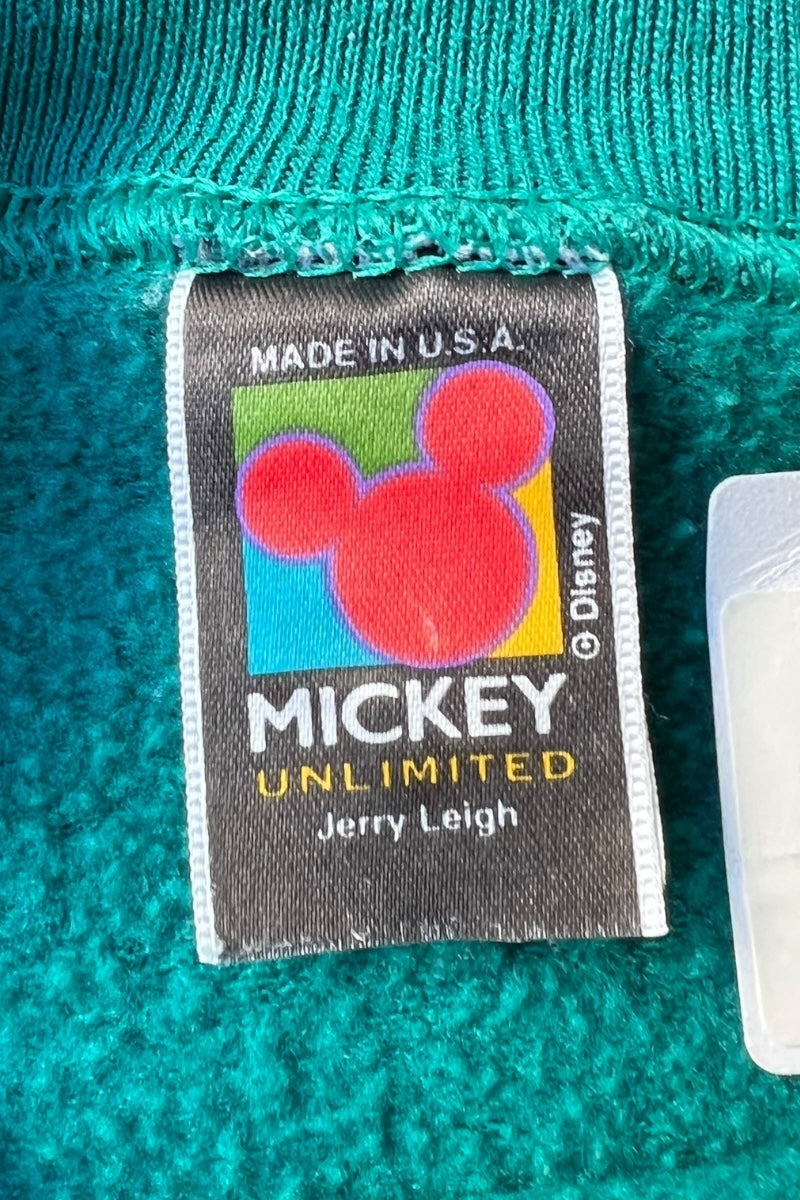 MADE IN U.S.A.
© Disney
MICKEY
UNLIMITED
Jerry Leigh